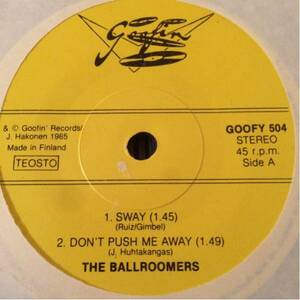 Goofin'
& © Goofin' Records/
J. Hakonen 1985
Made in Finland
TEOSTO
GOOFY 504
STEREO
45 r.p.m.
Side A
1. SWAY (1.45)
(Ruiz/Gimbel)
2. DON'T PUSH ME AWAY (1.49)
(J. Huhtakangas)
THE BALLROOMERS